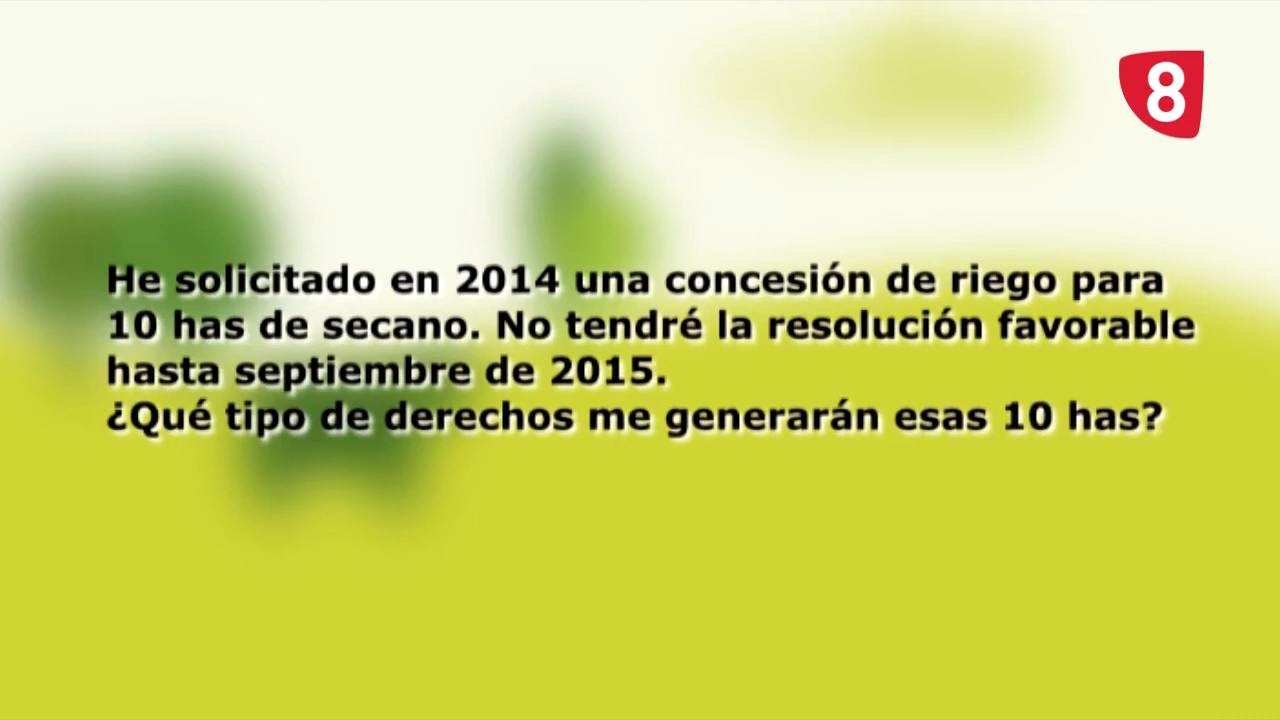 8
He solicitado en 2014 una concesión de riego para
10 has de secano. No tendré la resolución favorable
hasta septiembre de 2015.
¿Qué tipo de derechos me generarán esas 10 has?